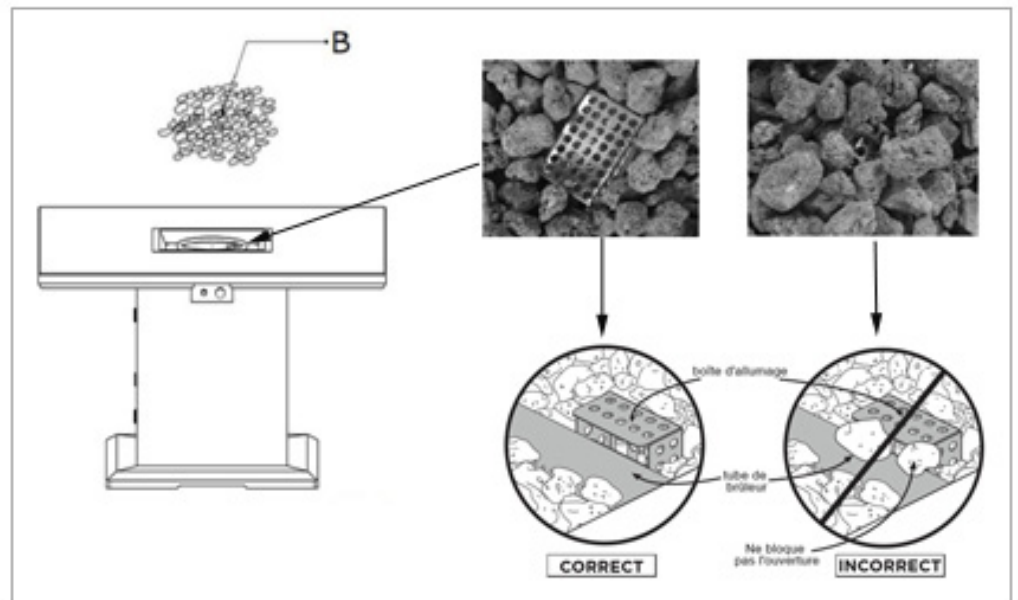 B
boîte d'allumage
tube de
brûleur
Ne bloque
pas l'ouverture
CORRECT
INCORRECT